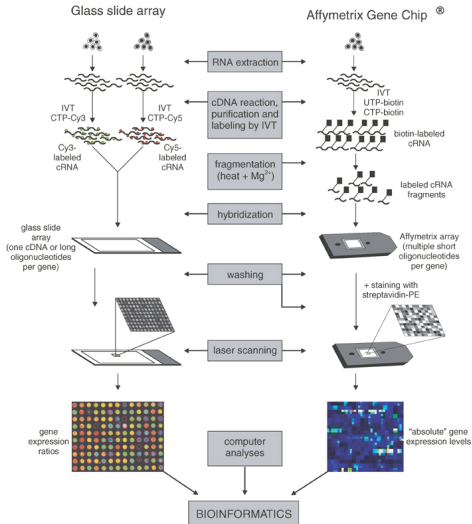 Glass slide array
Affymetrix Gene Chip ®
RNA extraction
IVT
CTP-Cy3
IVT
CTP-Cy5
cDNA reaction,
purification and
labeling by IVT
IVT
UTP-biotin
CTP-biotin
Cy3-
labeled
cRNA
Cy5-
labeled
cRNA
biotin-labeled
cRNA
fragmentation
(heat + Mg2+)
labeled cRNA
fragments
hybridization
glass slide
array
(one cDNA or long
oligonucleotides
per gene)
Affymetrix array
(multiple short
oligonucleotides
per gene)
washing
+ staining with
streptavidin-PE
laser scanning
gene
expression
ratios
computer
analyses
"absolute" gene
expression levels
BIOINFORMATICS